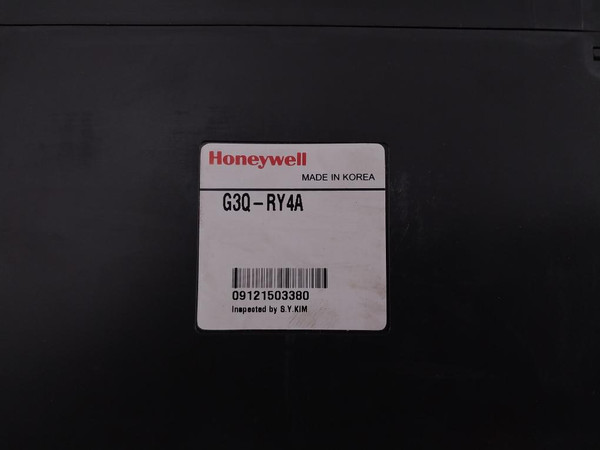 Honeywell
MADE IN KOREA
G3Q-RY4A
09121503380
Inspected by S.Y.KIM